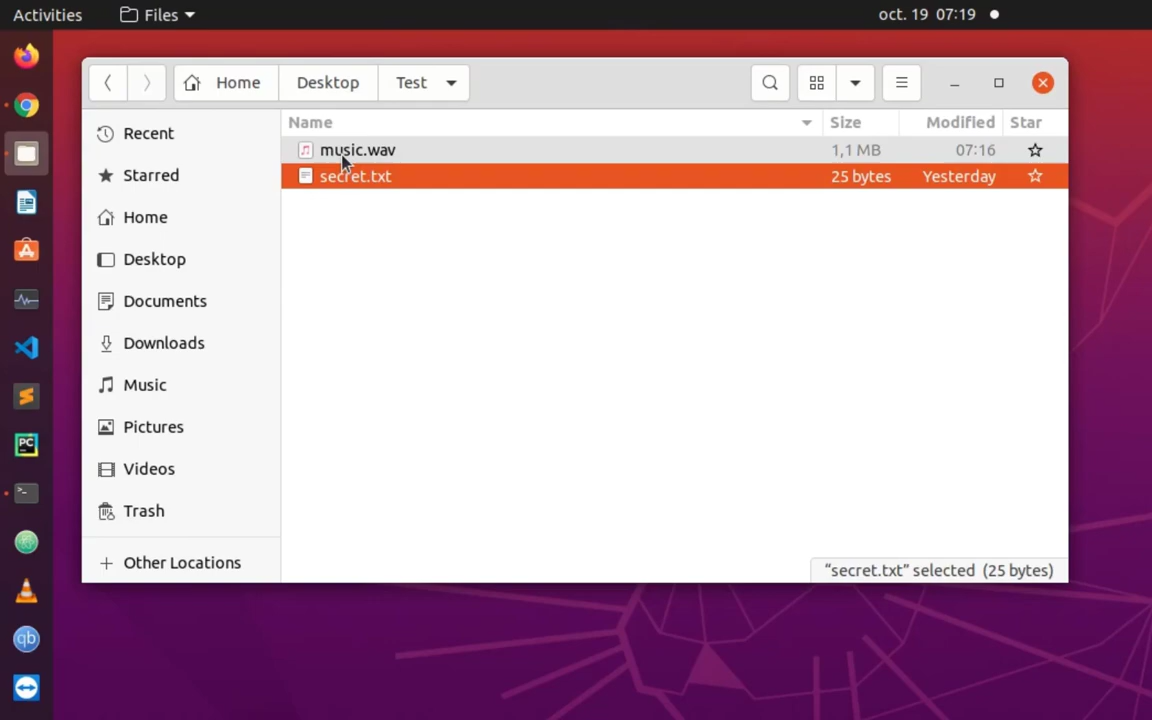 Activities Files oct. 19 07:19
Home Desktop Test
Recent
Starred
Home
Desktop
Documents
Downloads
Music
Pictures
Videos
Trash
+ Other Locations
Name Size Modified Star
music.wav 1,1 MB 07:16
secret.txt 25 bytes Yesterday
“secret.txt” selected (25 bytes)
PC
qb